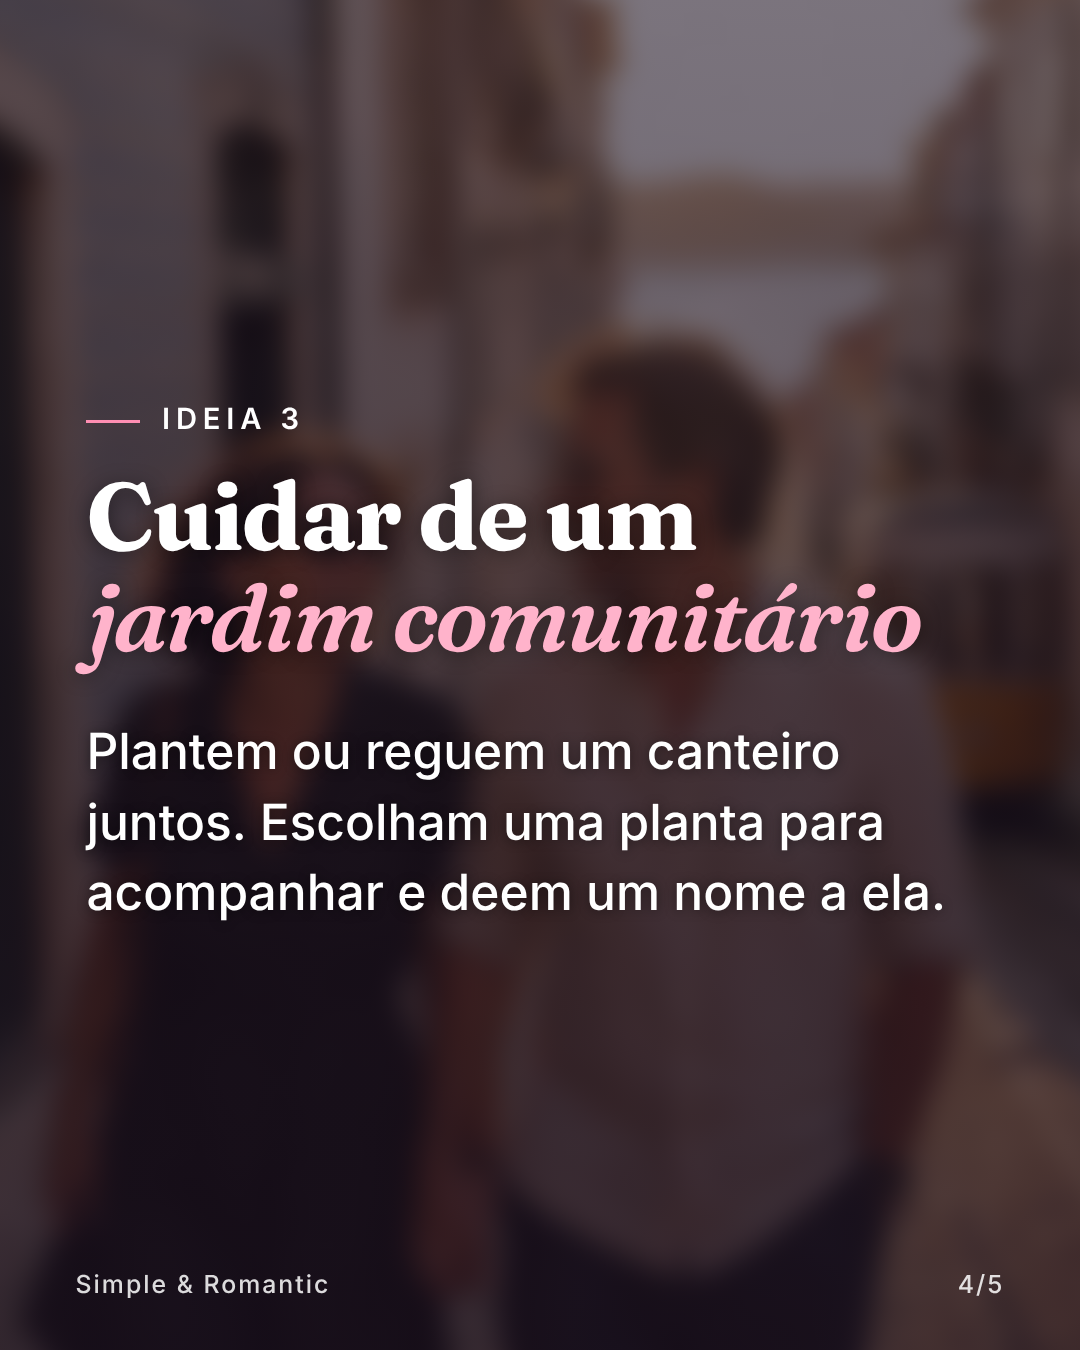 IDEIA 3
Cuidar de um
jardim comunitário
Plantem ou reguem um canteiro
juntos. Escolham uma planta para
acompanhar e deem um nome a ela.
Simple & Romantic
4/5